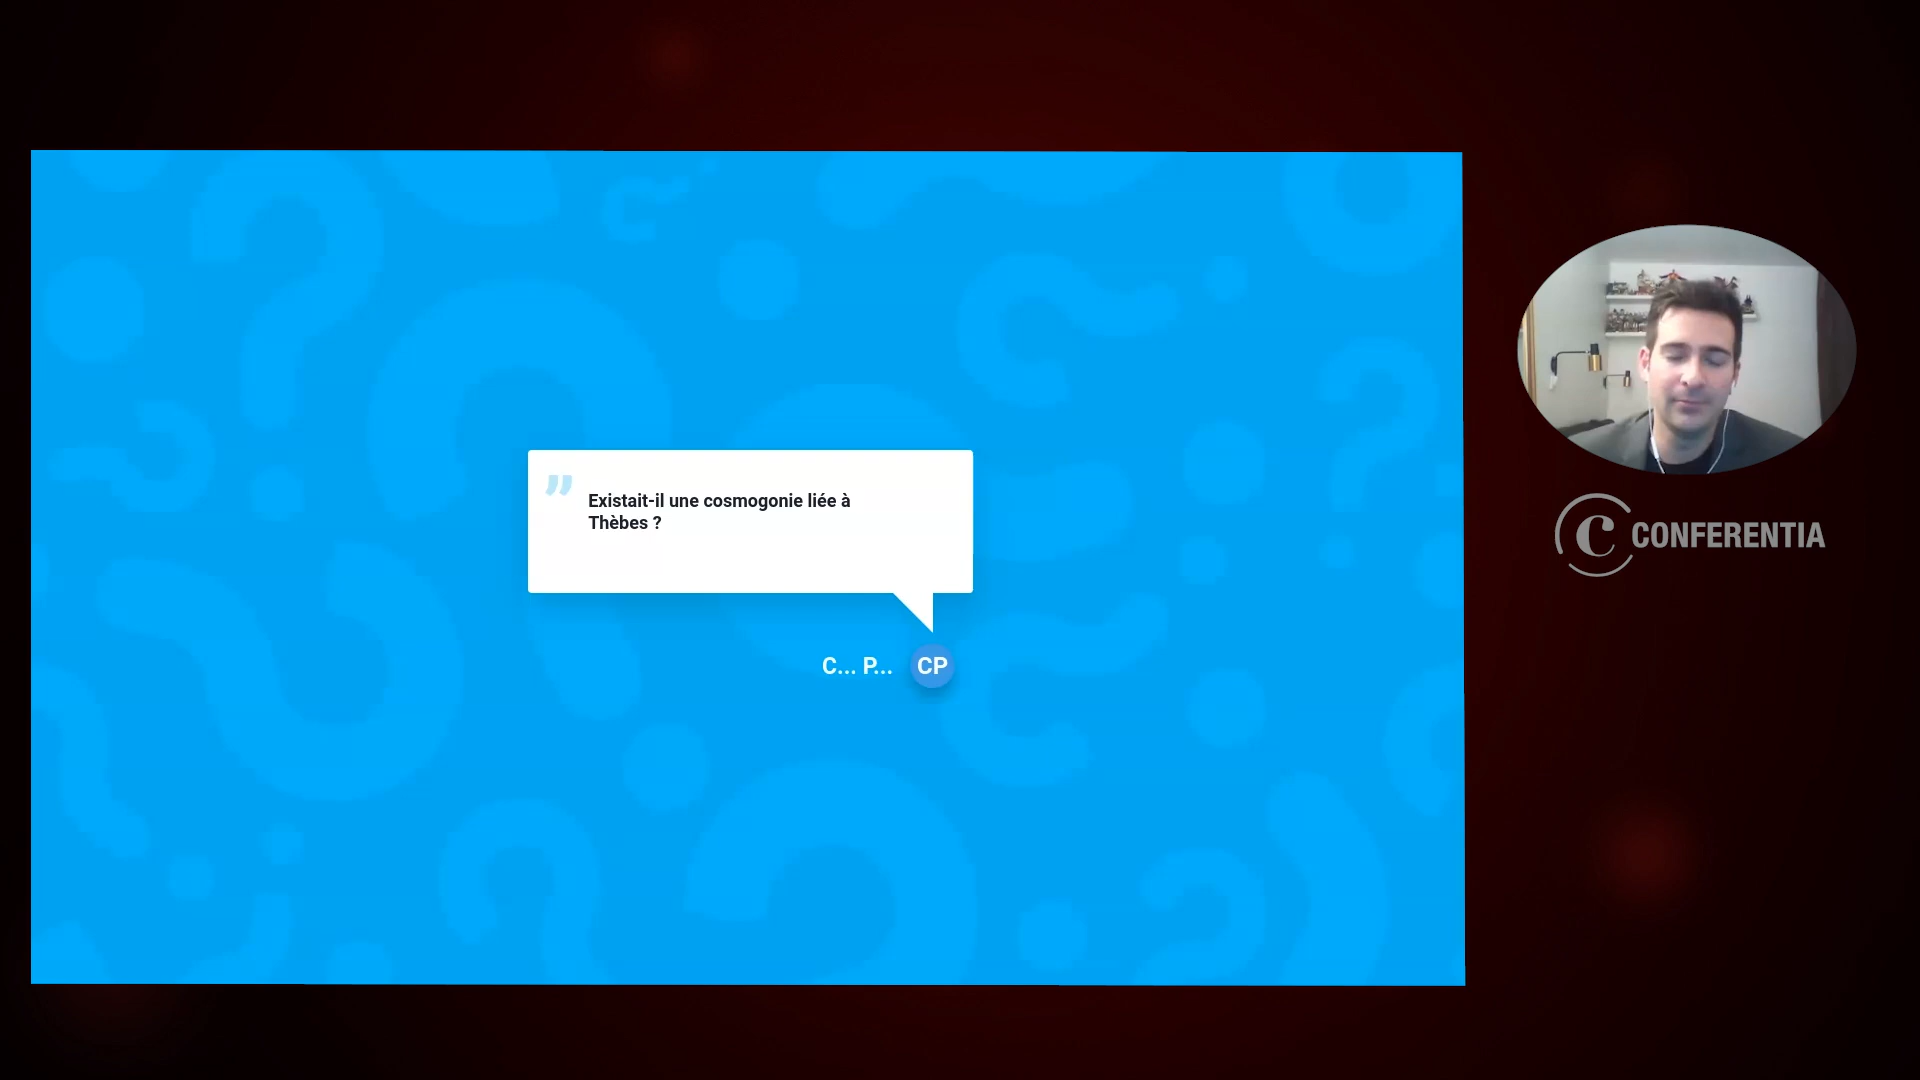 ” Existait-il une cosmogonie liée à
Thèbes ?
C... P... CP
C CONFERENTIA